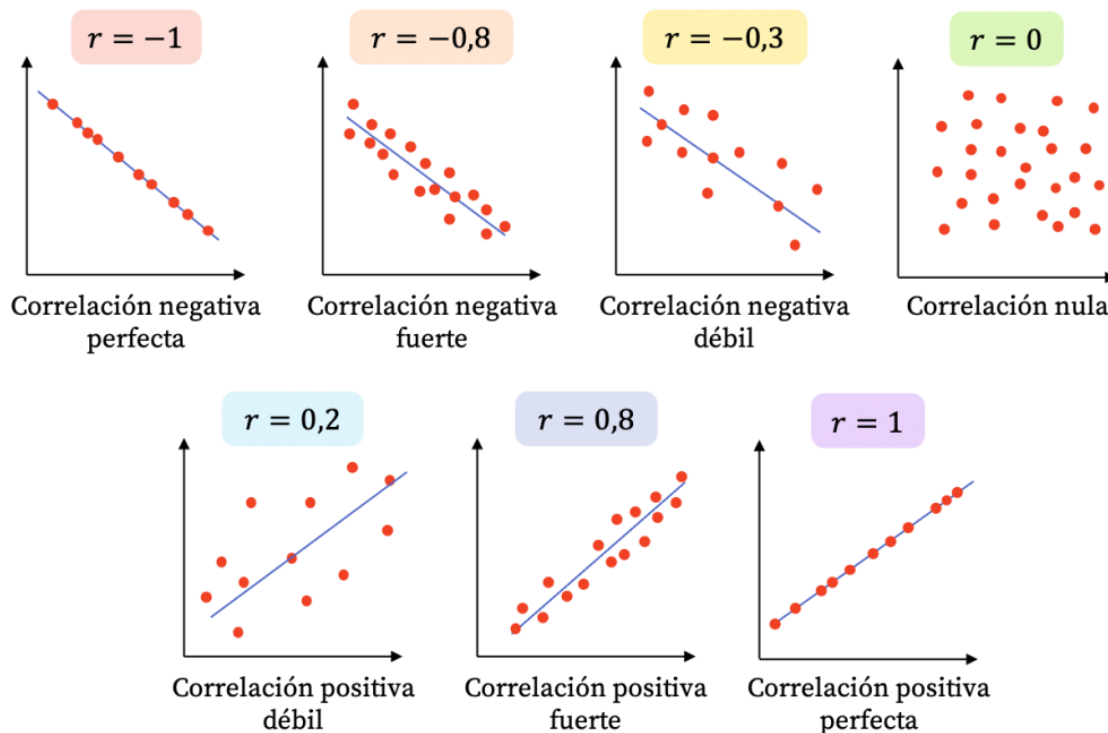 r = −1
r = −0,8
r = −0,3
r = 0
Correlación negativa
perfecta
Correlación negativa
fuerte
Correlación negativa
débil
Correlación nula
r = 0,2
r = 0,8
r = 1
Correlación positiva
débil
Correlación positiva
fuerte
Correlación positiva
perfecta